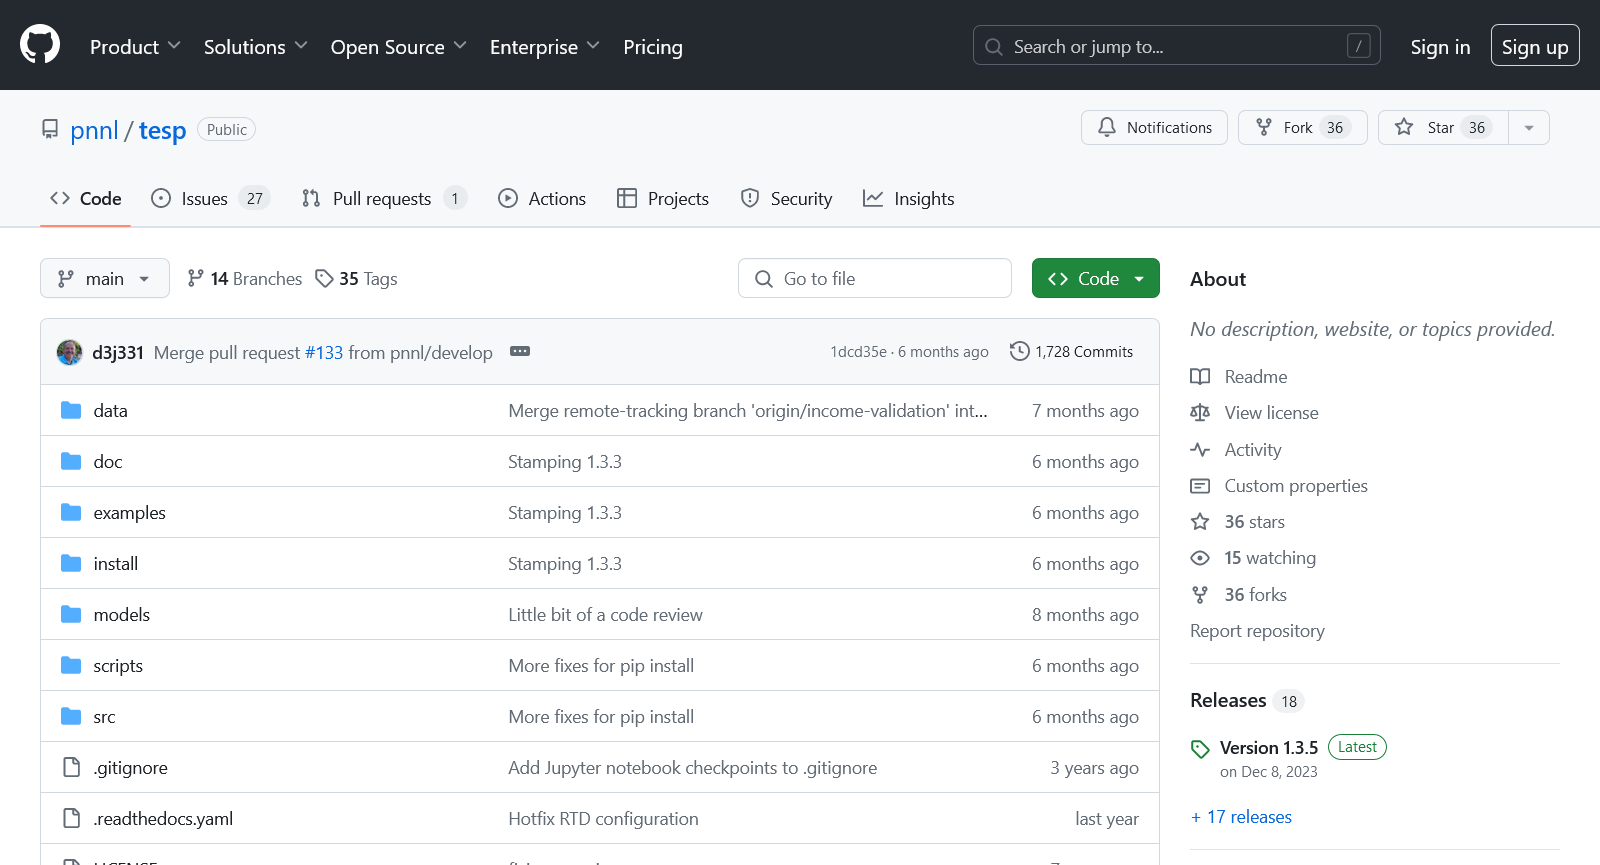 Product Solutions Open Source Enterprise Pricing Search or jump to... / Sign in Sign up
pnnl / tesp Public Notifications Fork 36 Star 36
Code Issues 27 Pull requests 1 Actions Projects Security Insights
main 14 Branches 35 Tags Go to file Code
d3j331 Merge pull request #133 from pnnl/develop 1dcd35e · 6 months ago 1,728 Commits
data Merge remote-tracking branch 'origin/income-validation' int... 7 months ago
doc Stamping 1.3.3 6 months ago
examples Stamping 1.3.3 6 months ago
install Stamping 1.3.3 6 months ago
models Little bit of a code review 8 months ago
scripts More fixes for pip install 6 months ago
src More fixes for pip install 6 months ago
.gitignore Add Jupyter notebook checkpoints to .gitignore 3 years ago
.readthedocs.yaml Hotfix RTD configuration last year
About
No description, website, or topics provided.
Readme
View license
Activity
Custom properties
36 stars
15 watching
36 forks
Report repository
Releases 18
Version 1.3.5 Latest
on Dec 8, 2023
+ 17 releases